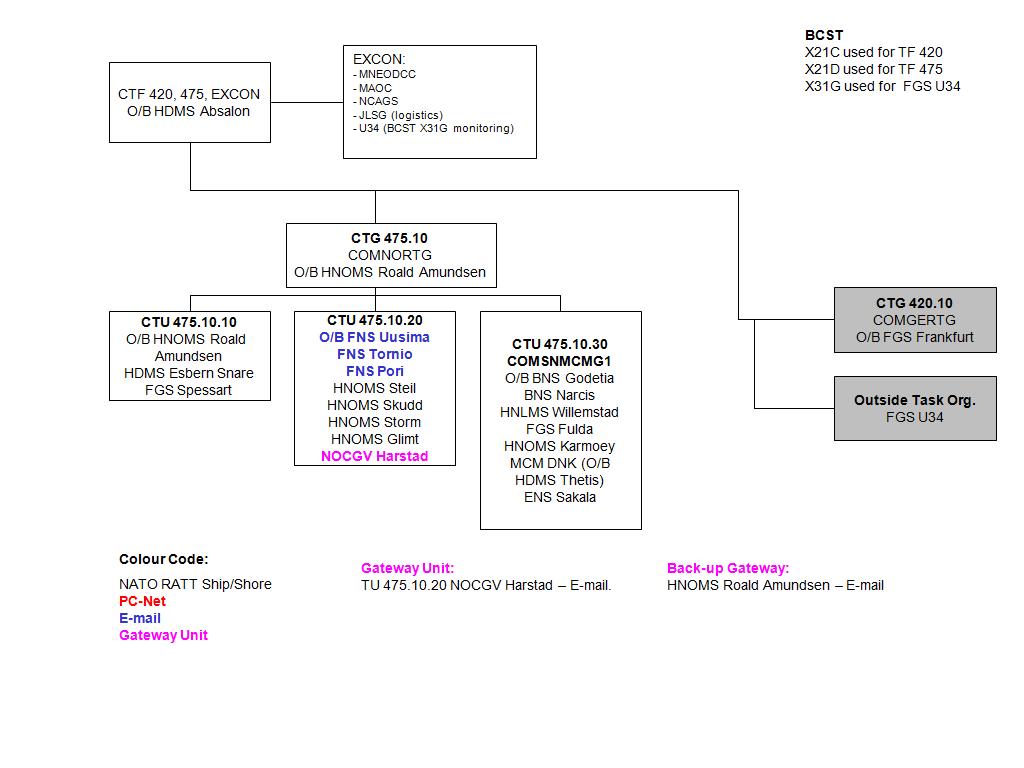 BCST
X21C used for TF 420
X21D used for TF 475
X31G used for FGS U34
CTF 420, 475, EXCON
O/B HDMS Absalon
EXCON:
- MNEODCC
- MAOC
- NCAGS
- JLSG (logistics)
- U34 (BCST X31G monitoring)
CTG 475.10
COMNORTG
O/B HNOMS Roald Amundsen
CTU 475.10.10
O/B HNOMS Roald
Amundsen
HDMS Esbern Snare
FGS Spessart
CTU 475.10.20
O/B FNS Uusima
FNS Tornio
FNS Pori
HNOMS Steil
HNOMS Skudd
HNOMS Storm
HNOMS Glimt
NOCGV Harstad
CTU 475.10.30
COMSNMCMG1
O/B BNS Godetia
BNS Narcis
HNLMS Willemstad
FGS Fulda
HNOMS Karmoey
MCM DNK (O/B
HDMS Thetis)
ENS Sakala
CTG 420.10
COMGERTG
O/B FGS Frankfurt
Outside Task Org.
FGS U34
Colour Code:
NATO RATT Ship/Shore
PC-Net
E-mail
Gateway Unit
Gateway Unit:
TU 475.10.20 NOCGV Harstad – E-mail.
Back-up Gateway:
HNOMS Roald Amundsen – E-mail